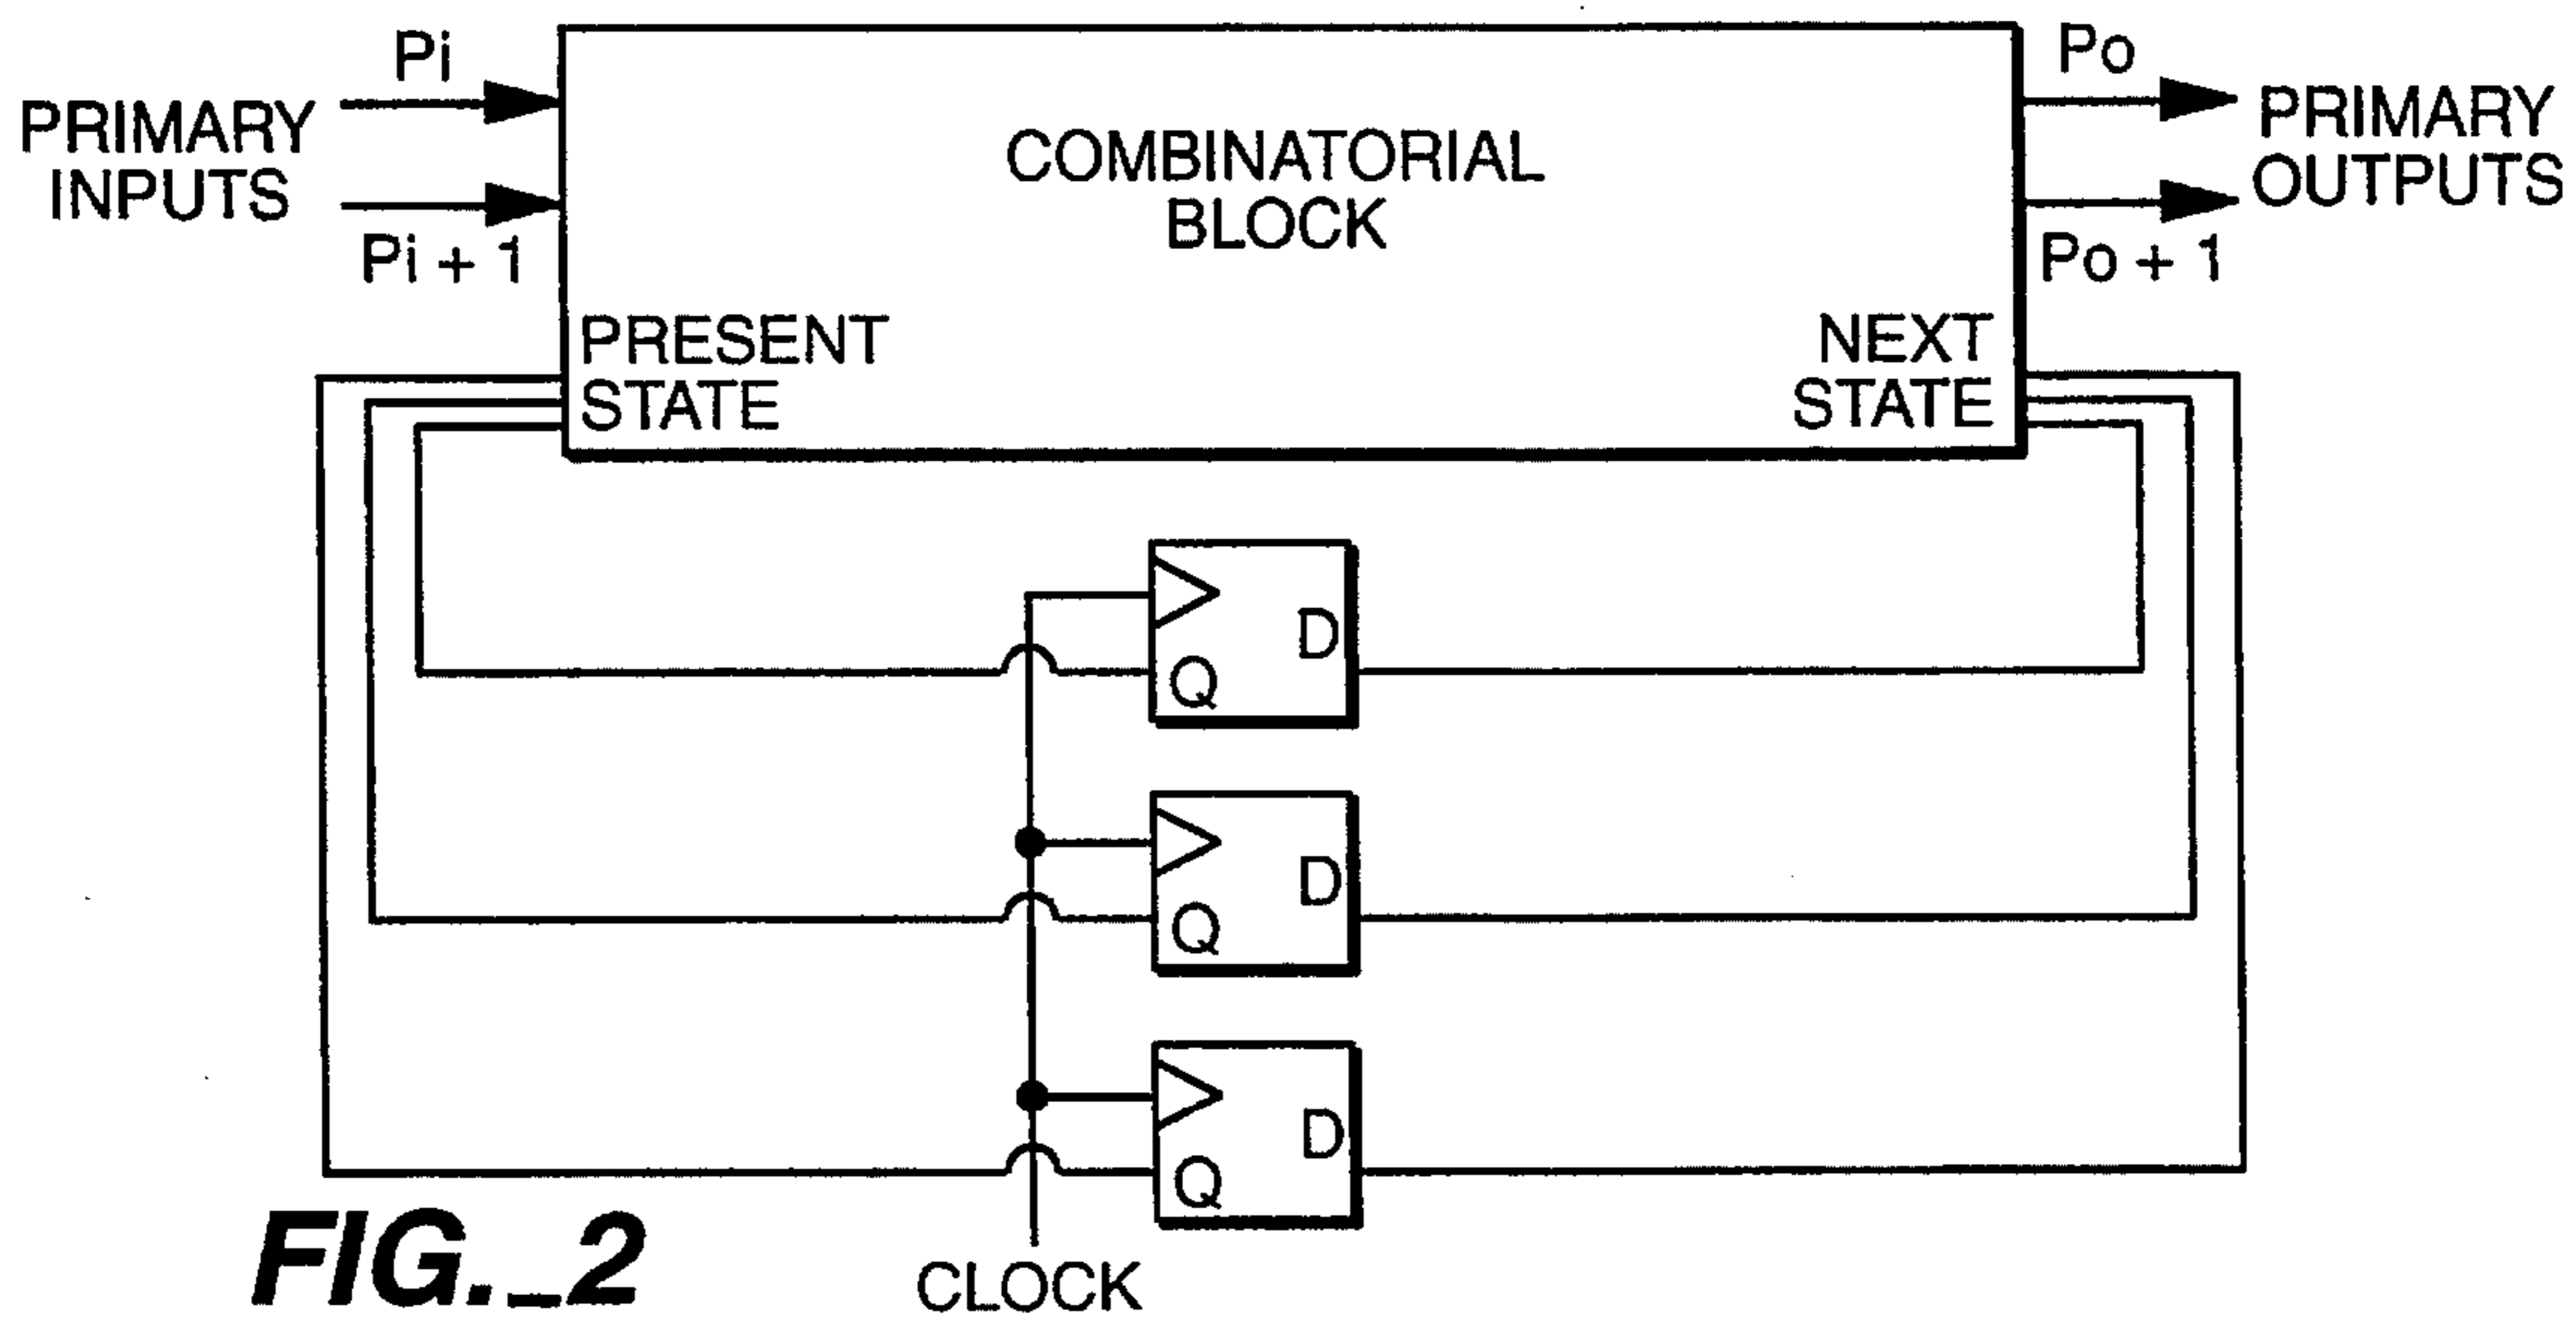 Pi
PRIMARY
INPUTS
Pi + 1
COMBINATORIAL
BLOCK
Po
PRIMARY
OUTPUTS
Po + 1
PRESENT
STATE
NEXT
STATE
D
Q
D
Q
D
Q
CLOCK
FIG._2